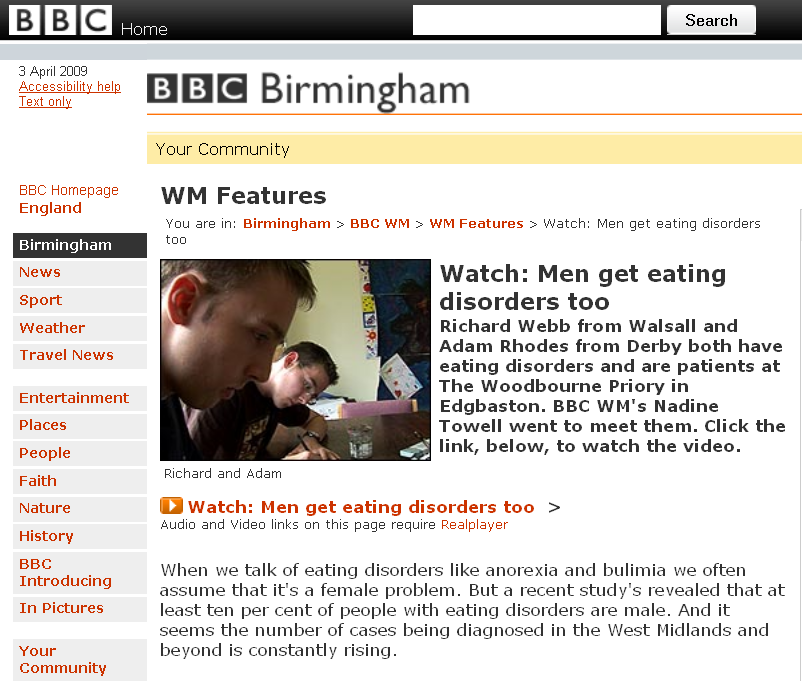 BBC Home
Search
3 April 2009
Accessibility help
Text only
BBC Birmingham
Your Community
BBC Homepage
England
Birmingham
News
Sport
Weather
Travel News
Entertainment
Places
People
Faith
Nature
History
BBC
Introducing
In Pictures
Your
Community
WM Features
You are in: Birmingham > BBC WM > WM Features > Watch: Men get eating disorders
too
Watch: Men get eating
disorders too
Richard Webb from Walsall and
Adam Rhodes from Derby both have
eating disorders and are patients at
The Woodbourne Priory in
Edgbaston. BBC WM's Nadine
Towell went to meet them. Click the
link, below, to watch the video.
Richard and Adam
Watch: Men get eating disorders too >
Audio and Video links on this page require Realplayer
When we talk of eating disorders like anorexia and bulimia we often
assume that it's a female problem. But a recent study's revealed that at
least ten per cent of people with eating disorders are male. And it
seems the number of cases being diagnosed in the West Midlands and
beyond is constantly rising.